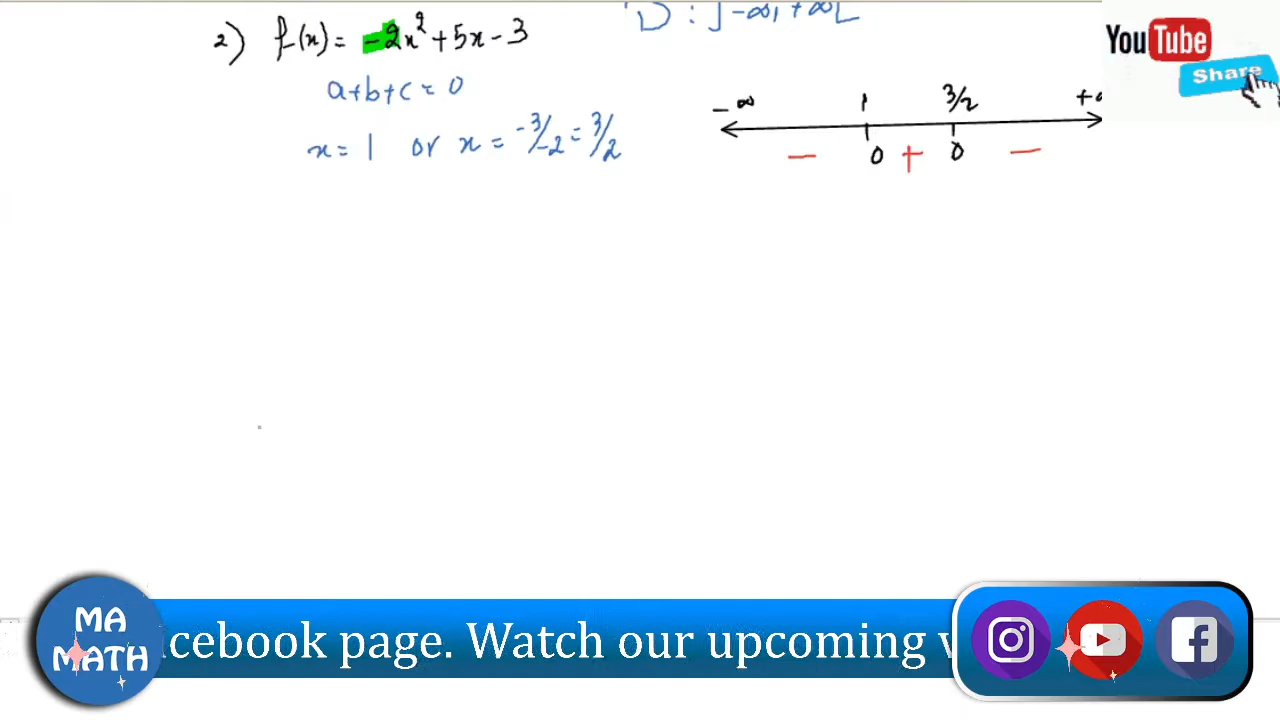 D : ]-∞, +∞[
2) f(x) = -2x² + 5x - 3
a+b+c = 0
x = 1 or x = -3/-2 = 3/2
-∞ 1 3/2 +∞
- 0 + 0 -
YouTube
Share
MA
MATH
acebook page. Watch our upcoming v